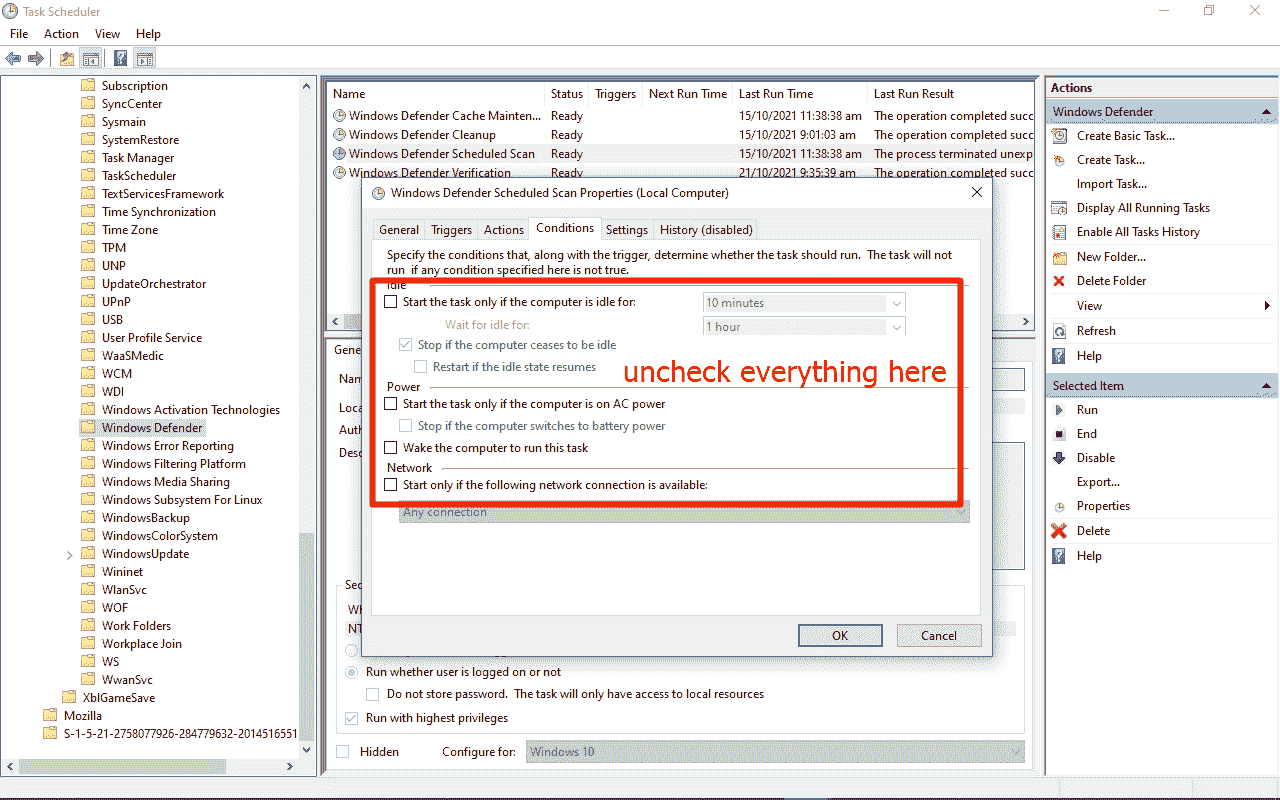 Task Scheduler
File Action View Help
Subscription
SyncCenter
Sysmain
SystemRestore
Task Manager
TaskScheduler
TextServicesFramework
Time Synchronization
Time Zone
TPM
UNP
UpdateOrchestrator
UPnP
USB
User Profile Service
WaaSMedic
WCM
WDI
Windows Activation Technologies
Windows Defender
Windows Error Reporting
Windows Filtering Platform
Windows Media Sharing
Windows Subsystem For Linux
WindowsBackup
WindowsColorSystem
WindowsUpdate
Wininet
WlanSvc
WOF
Work Folders
Workplace Join
WS
WwanSvc
XblGameSave
Mozilla
S-1-5-21-2758077926-284779632-2014516551
Name Status Triggers Next Run Time Last Run Time Last Run Result
Windows Defender Cache Mainten... Ready 15/10/2021 11:38:38 am The operation completed succ
Windows Defender Cleanup Ready 15/10/2021 9:01:03 am The operation completed succ
Windows Defender Scheduled Scan Ready 15/10/2021 11:38:38 am The process terminated unexp
Windows Defender Verification Ready 21/10/2021 9:35:39 am The operation completed succ
Windows Defender Scheduled Scan Properties (Local Computer)
General Triggers Actions Conditions Settings History (disabled)
Specify the conditions that, along with the trigger, determine whether the task should run. The task will not
run if any condition specified here is not true.
Idle
Start the task only if the computer is idle for: 10 minutes
Wait for idle for: 1 hour
Stop if the computer ceases to be idle
Restart if the idle state resumes
uncheck everything here
Power
Start the task only if the computer is on AC power
Stop if the computer switches to battery power
Wake the computer to run this task
Network
Start only if the following network connection is available:
Any connection
OK Cancel
Run whether user is logged on or not
Do not store password. The task will only have access to local resources
Run with highest privileges
Hidden Configure for: Windows 10
Actions
Windows Defender
Create Basic Task...
Create Task...
Import Task...
Display All Running Tasks
Enable All Tasks History
New Folder...
Delete Folder
View
Refresh
Help
Selected Item
Run
End
Disable
Export...
Properties
Delete
Help